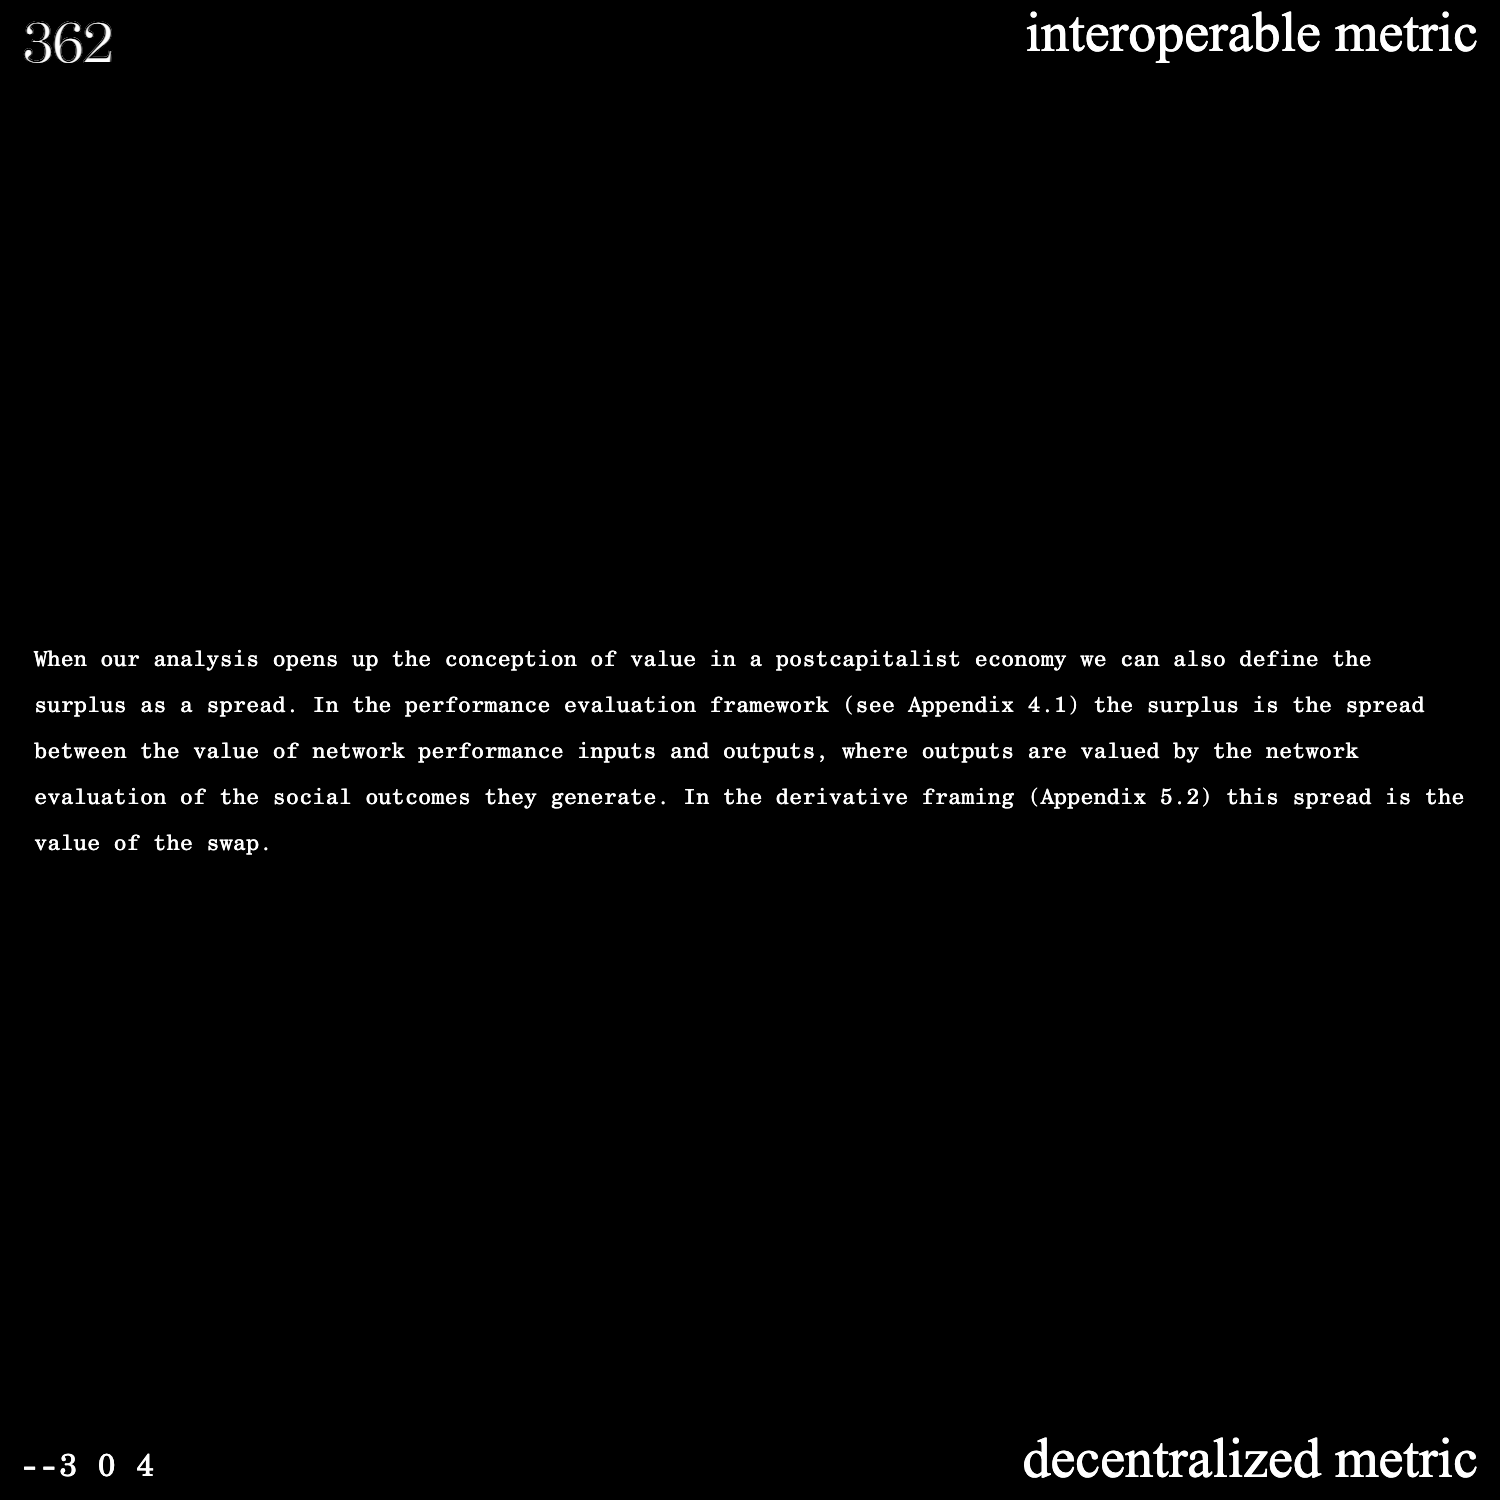 362
interoperable metric
When our analysis opens up the conception of value in a postcapitalist economy we can also define the
surplus as a spread. In the performance evaluation framework (see Appendix 4.1) the surplus is the spread
between the value of network performance inputs and outputs, where outputs are valued by the network
evaluation of the social outcomes they generate. In the derivative framing (Appendix 5.2) this spread is the
value of the swap.
--3 0 4
decentralized metric